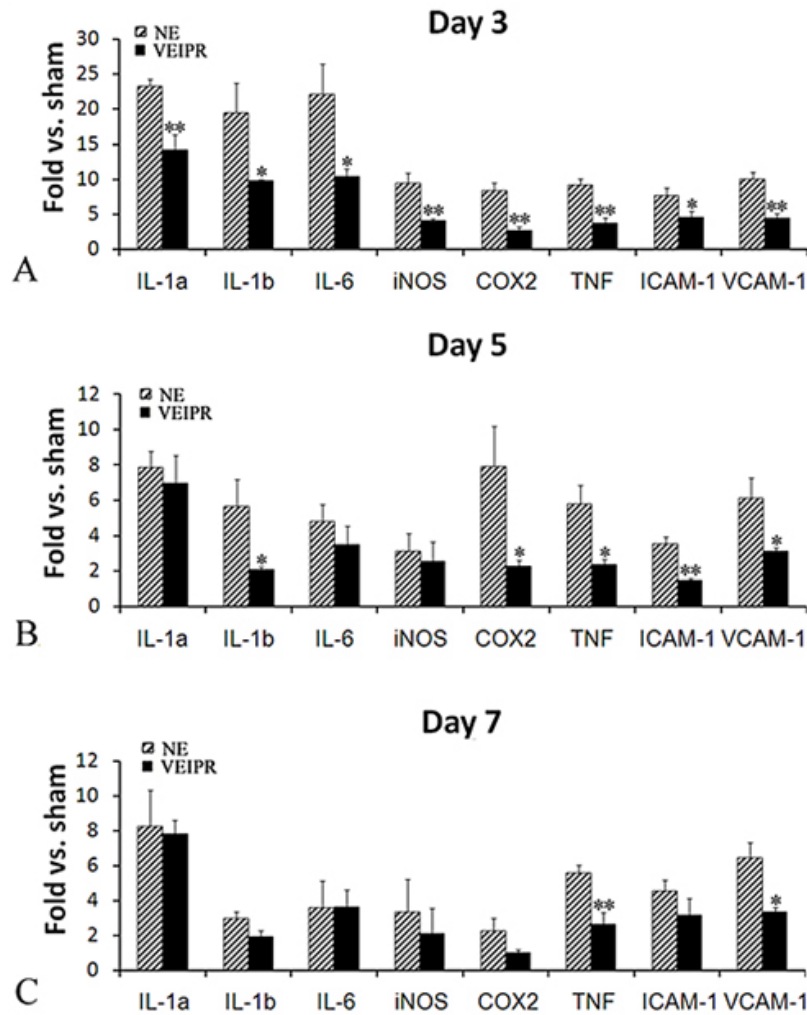 Day 3
NE
VEIPR
Fold vs. sham
30
25
20
15
10
5
0
** * * ** ** ** * **
A
IL-1a IL-1b IL-6 iNOS COX2 TNF ICAM-1 VCAM-1
Day 5
NE
VEIPR
Fold vs. sham
12
10
8
6
4
2
0
* * * ** *
B
IL-1a IL-1b IL-6 iNOS COX2 TNF ICAM-1 VCAM-1
Day 7
NE
VEIPR
Fold vs. sham
12
10
8
6
4
2
0
** *
C
IL-1a IL-1b IL-6 iNOS COX2 TNF ICAM-1 VCAM-1